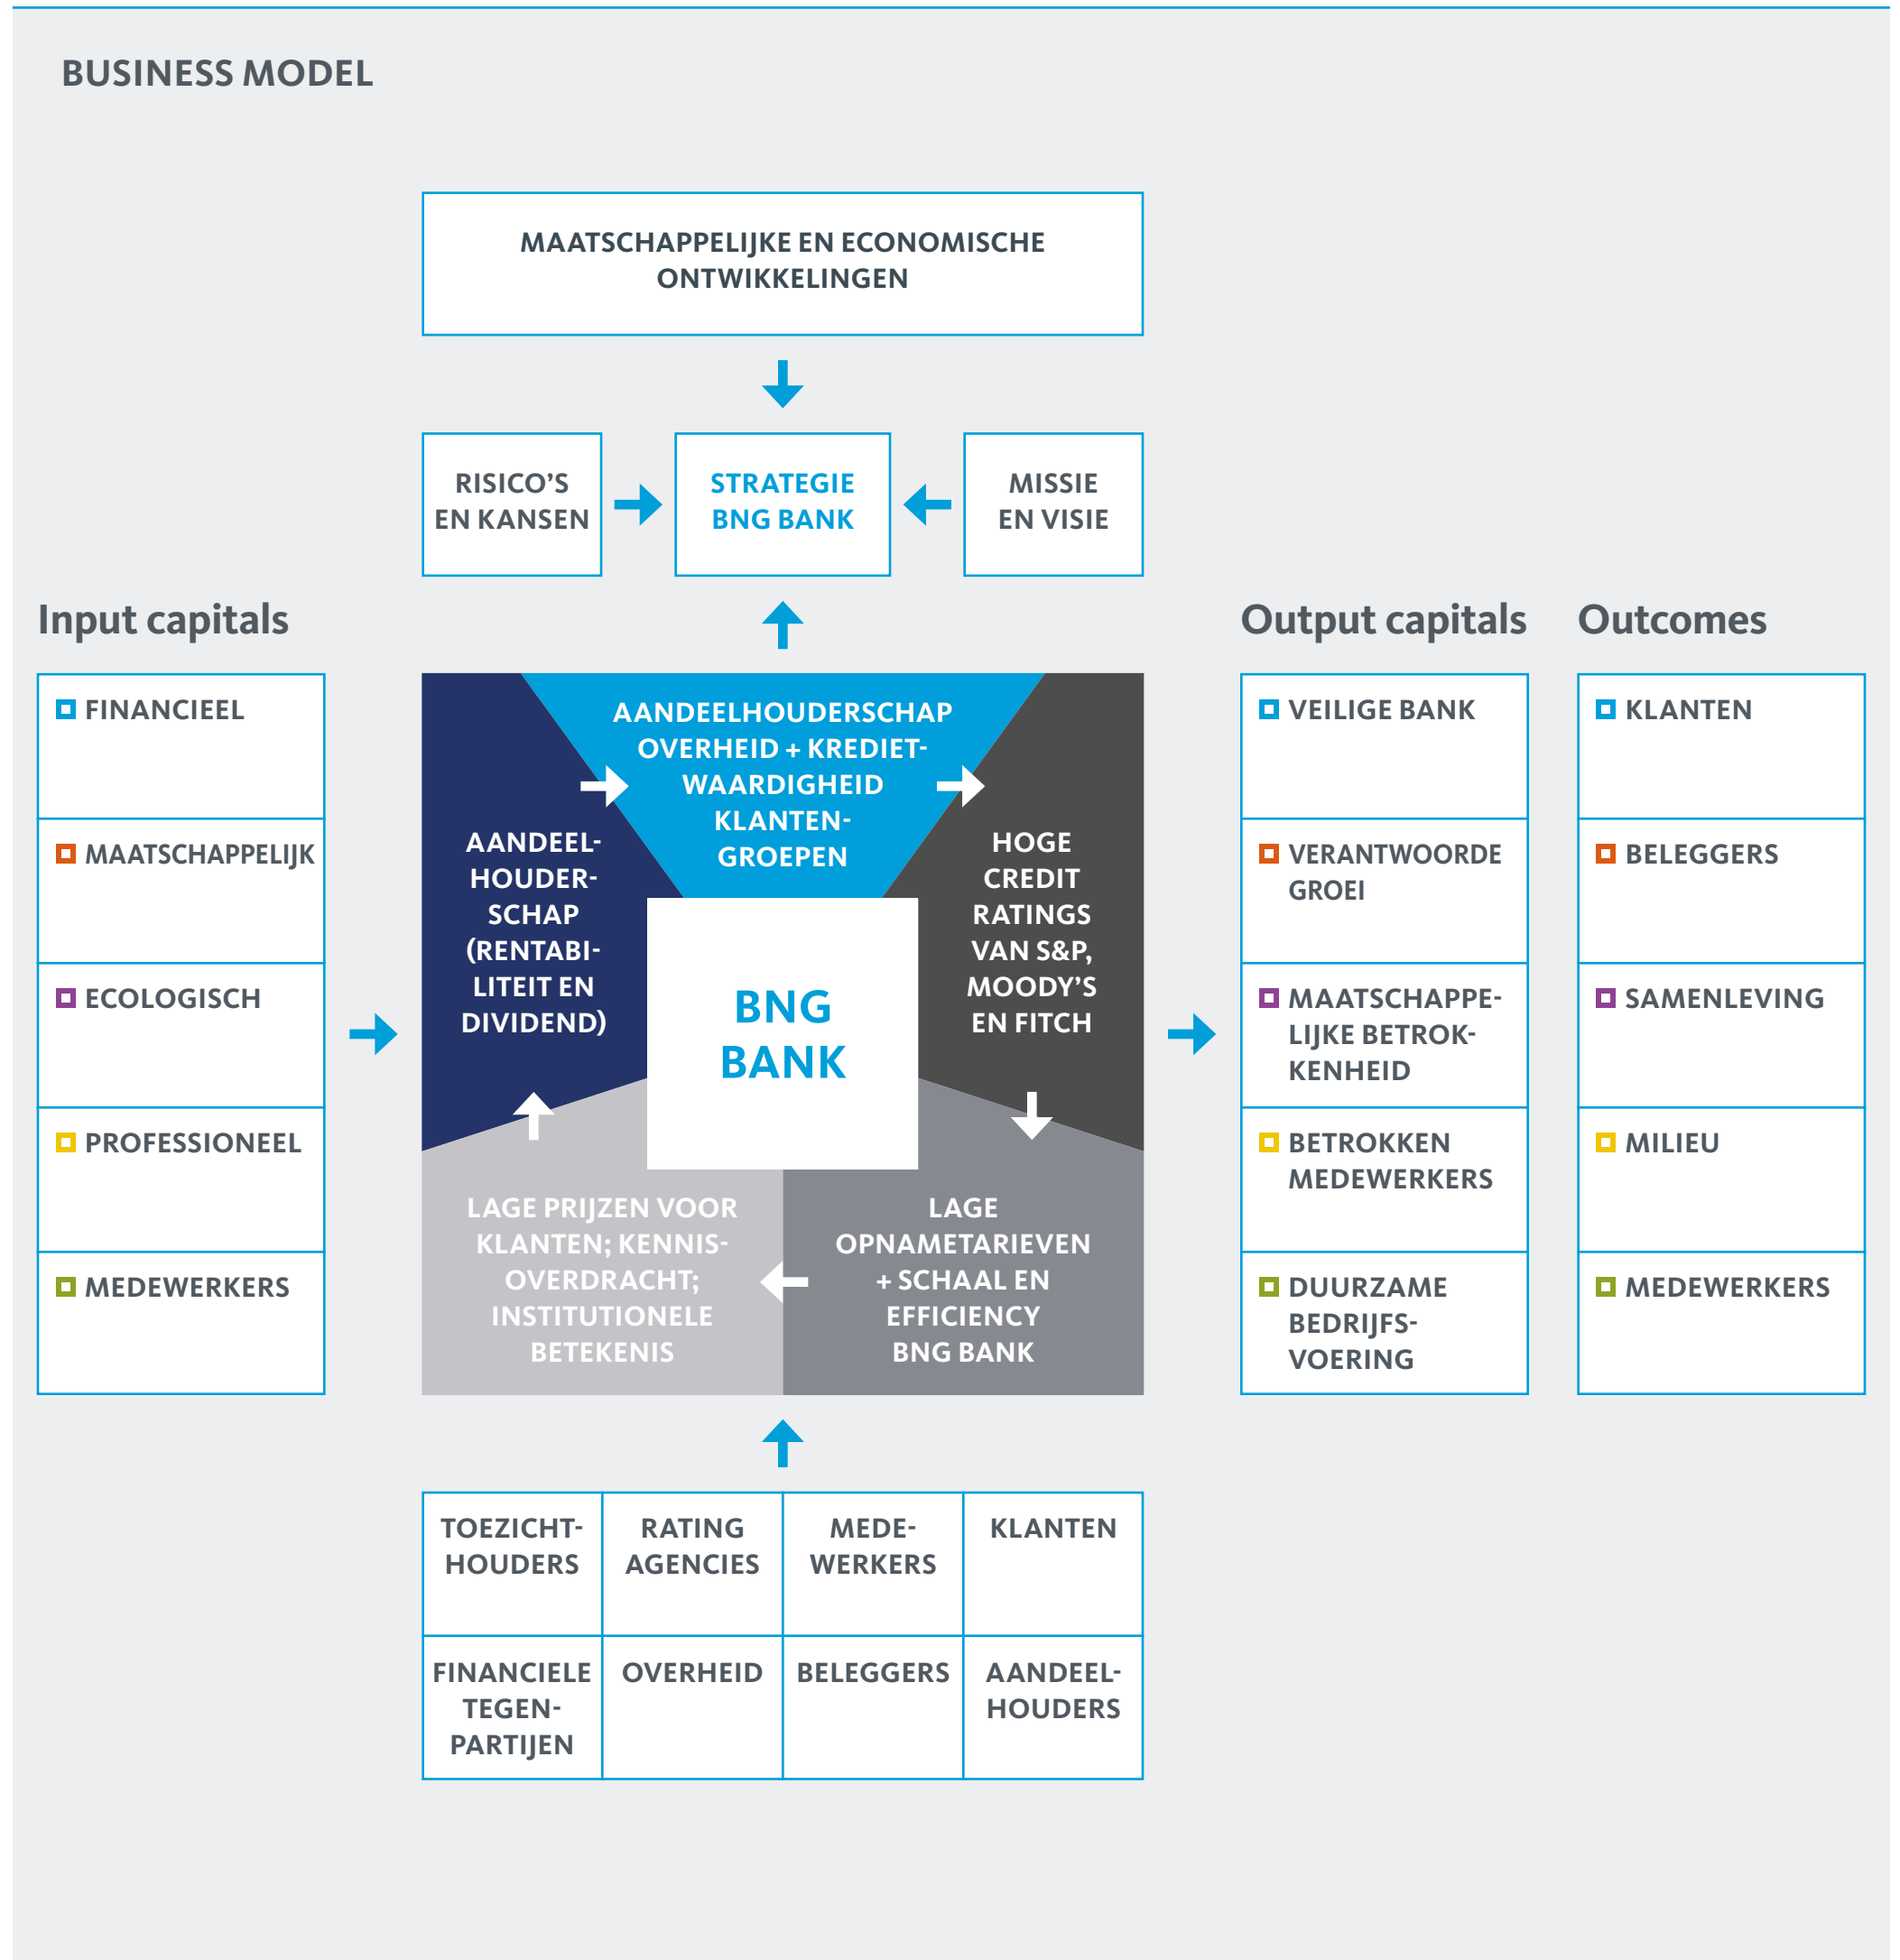 BUSINESS MODEL
MAATSCHAPPELIJKE EN ECONOMISCHE
ONTWIKKELINGEN
RISICO’S
EN KANSEN
STRATEGIE
BNG BANK
MISSIE
EN VISIE
Input capitals
FINANCIEEL
MAATSCHAPPELIJK
ECOLOGISCH
PROFESSIONEEL
MEDEWERKERS
AANDEELHOUDERSCHAP
OVERHEID + KREDIET-
WAARDIGHEID
KLANTEN-
GROEPEN
AANDEEL-
HOUDER-
SCHAP
(RENTABI-
LITEIT EN
DIVIDEND)
HOGE
CREDIT
RATINGS
VAN S&P,
MOODY’S
EN FITCH
BNG
BANK
LAGE PRIJZEN VOOR
KLANTEN; KENNIS-
OVERDRACHT;
INSTITUTIONELE
BETEKENIS
LAGE
OPNAMETARIEVEN
+ SCHAAL EN
EFFICIENCY
BNG BANK
Output capitals
VEILIGE BANK
VERANTWOORDE
GROEI
MAATSCHAPPE-
LIJKE BETROK-
KENHEID
BETROKKEN
MEDEWERKERS
DUURZAME
BEDRIJFS-
VOERING
Outcomes
KLANTEN
BELEGGERS
SAMENLEVING
MILIEU
MEDEWERKERS
TOEZICHT-
HOUDERS
RATING
AGENCIES
MEDE-
WERKERS
KLANTEN
FINANCIELE
TEGEN-
PARTIJEN
OVERHEID
BELEGGERS
AANDEEL-
HOUDERS